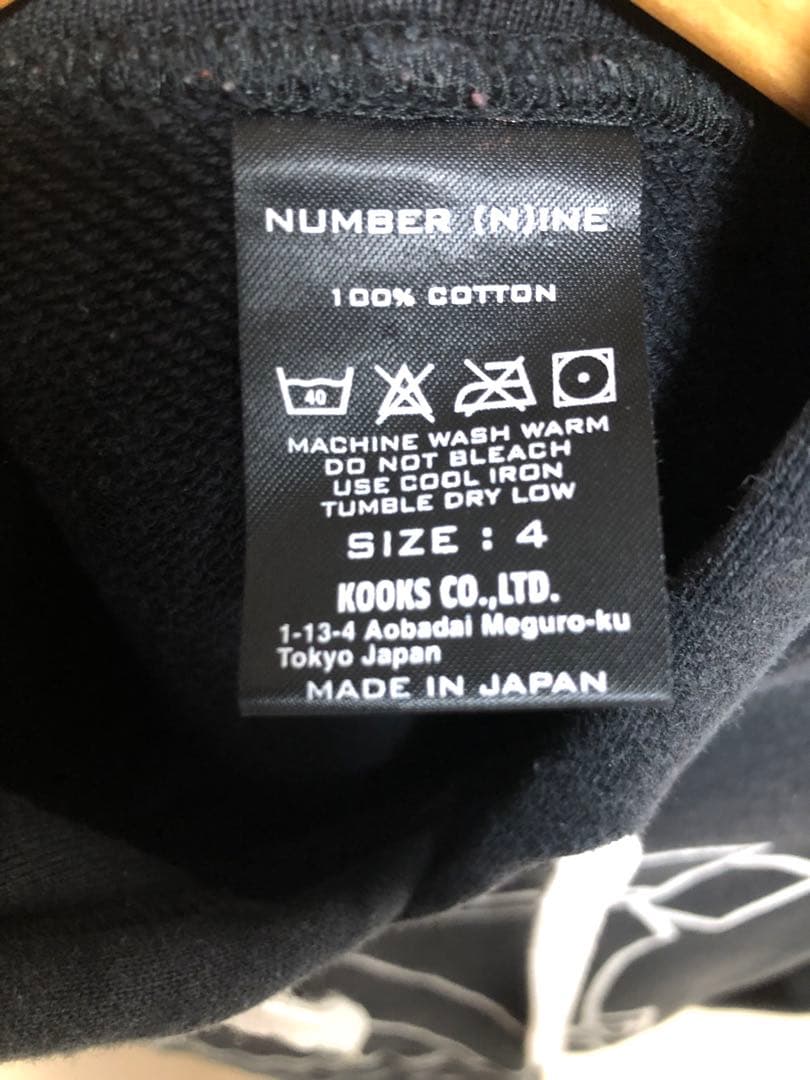 NUMBER (N)INE
100% COTTON
40
MACHINE WASH WARM
DO NOT BLEACH
USE COOL IRON
TUMBLE DRY LOW
SIZE : 4
KOOKS CO.,LTD.
1-13-4 Aobadai Meguro-ku
Tokyo Japan
MADE IN JAPAN